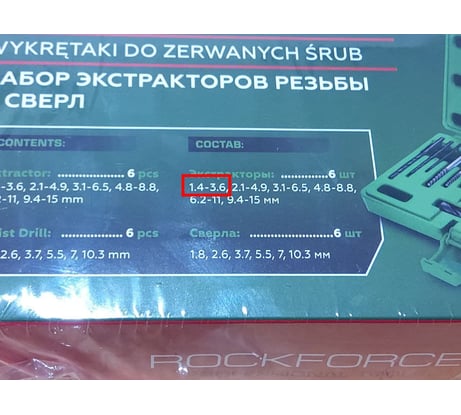 WYKRĘTAKI DO ZERWANYCH ŚRUB
НАБОР ЭКСТРАКТОРОВ РЕЗЬБЫ
СВЕРЛ
CONTENTS:
6 pcs
-3.6, 2.1-4.9, 3.1-6.5, 4.8-8.8,
2-11, 9.4-15 mm
ist Drill: 6 pcs
2.6, 3.7, 5.5, 7, 10.3 mm
СОСТАВ:
Экстракторы: 6 шт
1.4-3.6, 2.1-4.9, 3.1-6.5, 4.8-8.8,
6.2-11, 9.4-15 мм
Сверла: 6 шт
1.8, 2.6, 3.7, 5.5, 7, 10.3 мм
ROCKFORCE